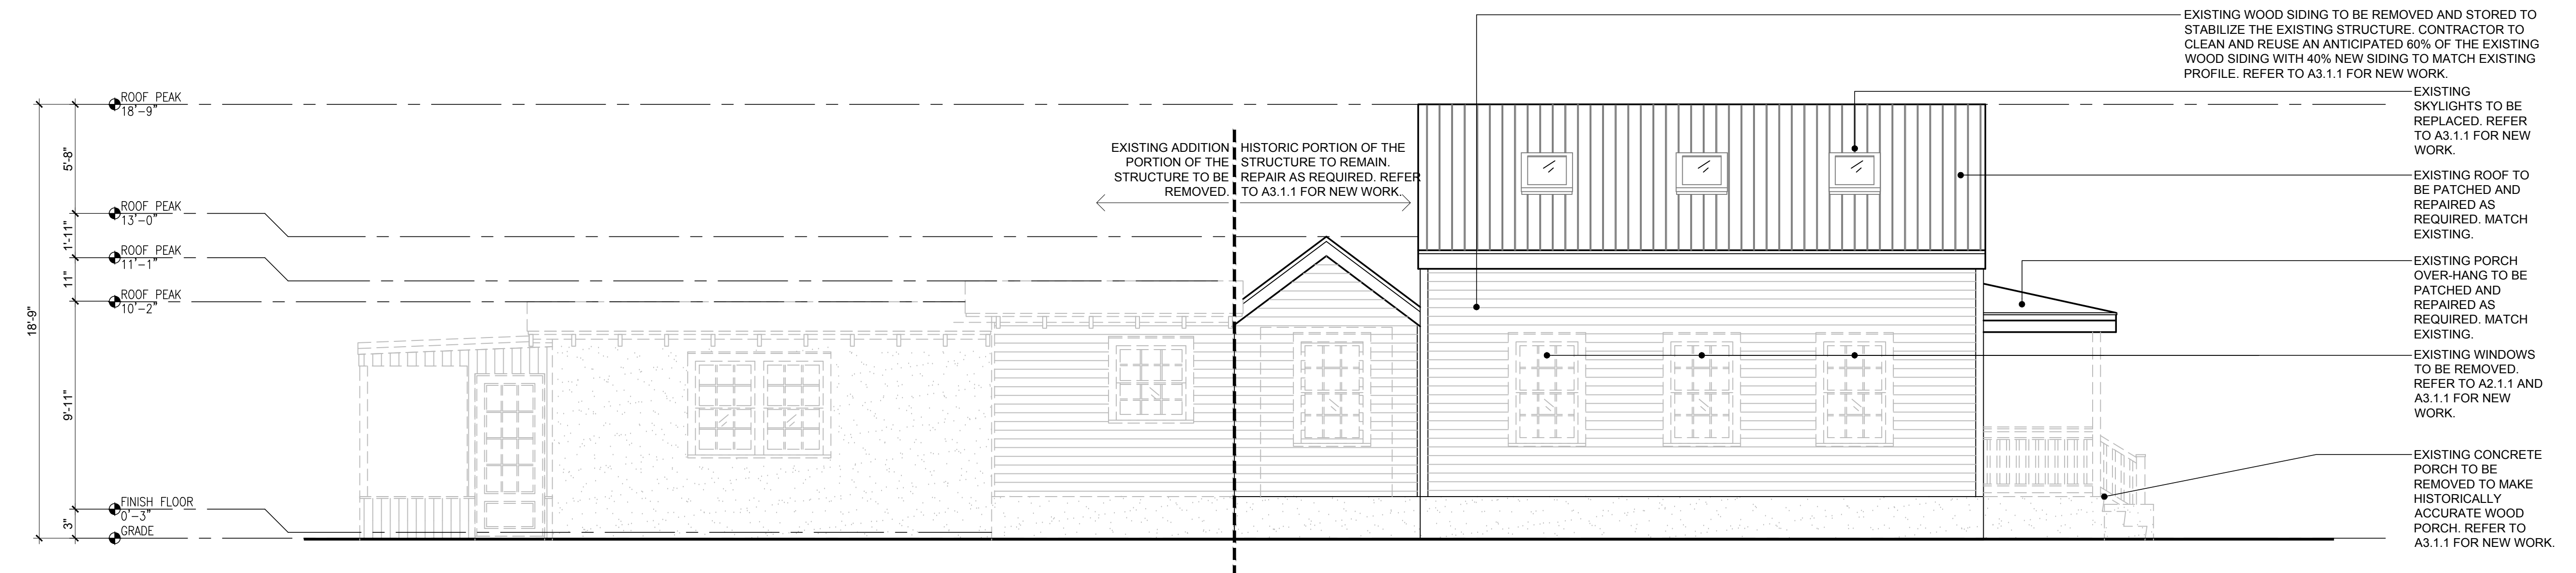 EXISTING WOOD SIDING TO BE REMOVED AND STORED TO
STABILIZE THE EXISTING STRUCTURE. CONTRACTOR TO
CLEAN AND REUSE AN ANTICIPATED 60% OF THE EXISTING
WOOD SIDING WITH 40% NEW SIDING TO MATCH EXISTING
PROFILE. REFER TO A3.1.1 FOR NEW WORK.
EXISTING
SKYLIGHTS TO BE
REPLACED. REFER
TO A3.1.1 FOR NEW
WORK.
EXISTING ROOF TO
BE PATCHED AND
REPAIRED AS
REQUIRED. MATCH
EXISTING.
EXISTING PORCH
OVER-HANG TO BE
PATCHED AND
REPAIRED AS
REQUIRED. MATCH
EXISTING.
EXISTING WINDOWS
TO BE REMOVED.
REFER TO A2.1.1 AND
A3.1.1 FOR NEW
WORK.
EXISTING CONCRETE
PORCH TO BE
REMOVED TO MAKE
HISTORICALLY
ACCURATE WOOD
PORCH. REFER TO
A3.1.1 FOR NEW WORK.
EXISTING ADDITION
PORTION OF THE
STRUCTURE TO BE
REMOVED.
HISTORIC PORTION OF THE
STRUCTURE TO REMAIN.
REPAIR AS REQUIRED. REFER
TO A3.1.1 FOR NEW WORK.
ROOF PEAK
18'-9"
ROOF PEAK
13'-0"
ROOF PEAK
11'-1"
ROOF PEAK
10'-2"
FINISH FLOOR
0'-3"
GRADE
5'-8"
1'-11"
11"
9'-11"
3"
18'-9"